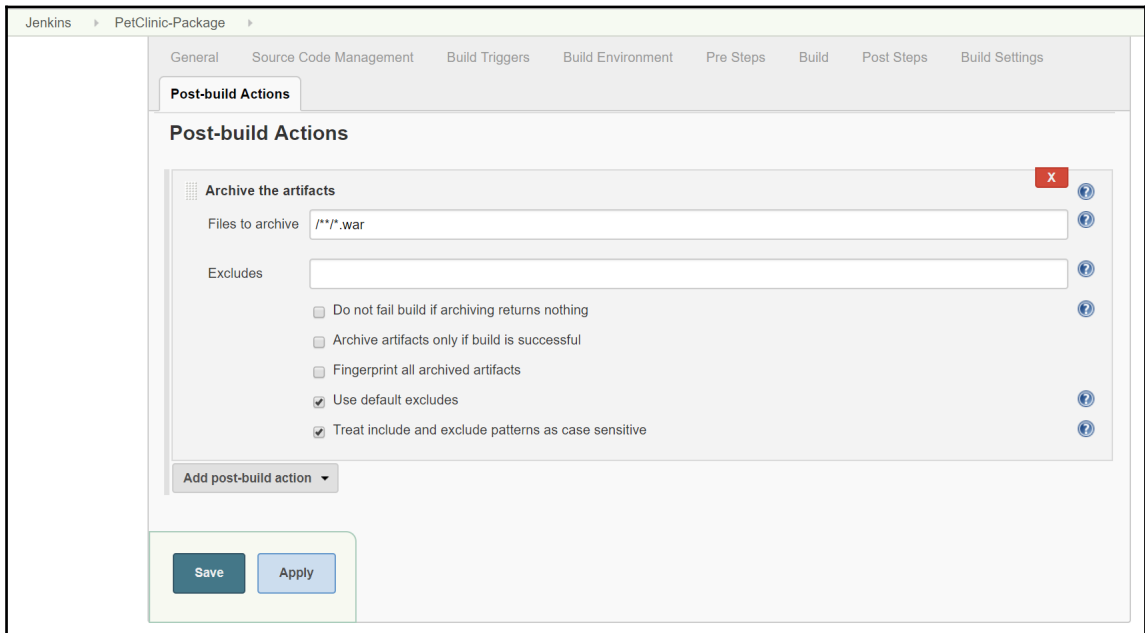 Jenkins PetClinic-Package
General Source Code Management Build Triggers Build Environment Pre Steps Build Post Steps Build Settings
Post-build Actions
Post-build Actions
X
Archive the artifacts
Files to archive /**/*.war
Excludes
Do not fail build if archiving returns nothing
Archive artifacts only if build is successful
Fingerprint all archived artifacts
Use default excludes
Treat include and exclude patterns as case sensitive
Add post-build action
Save Apply